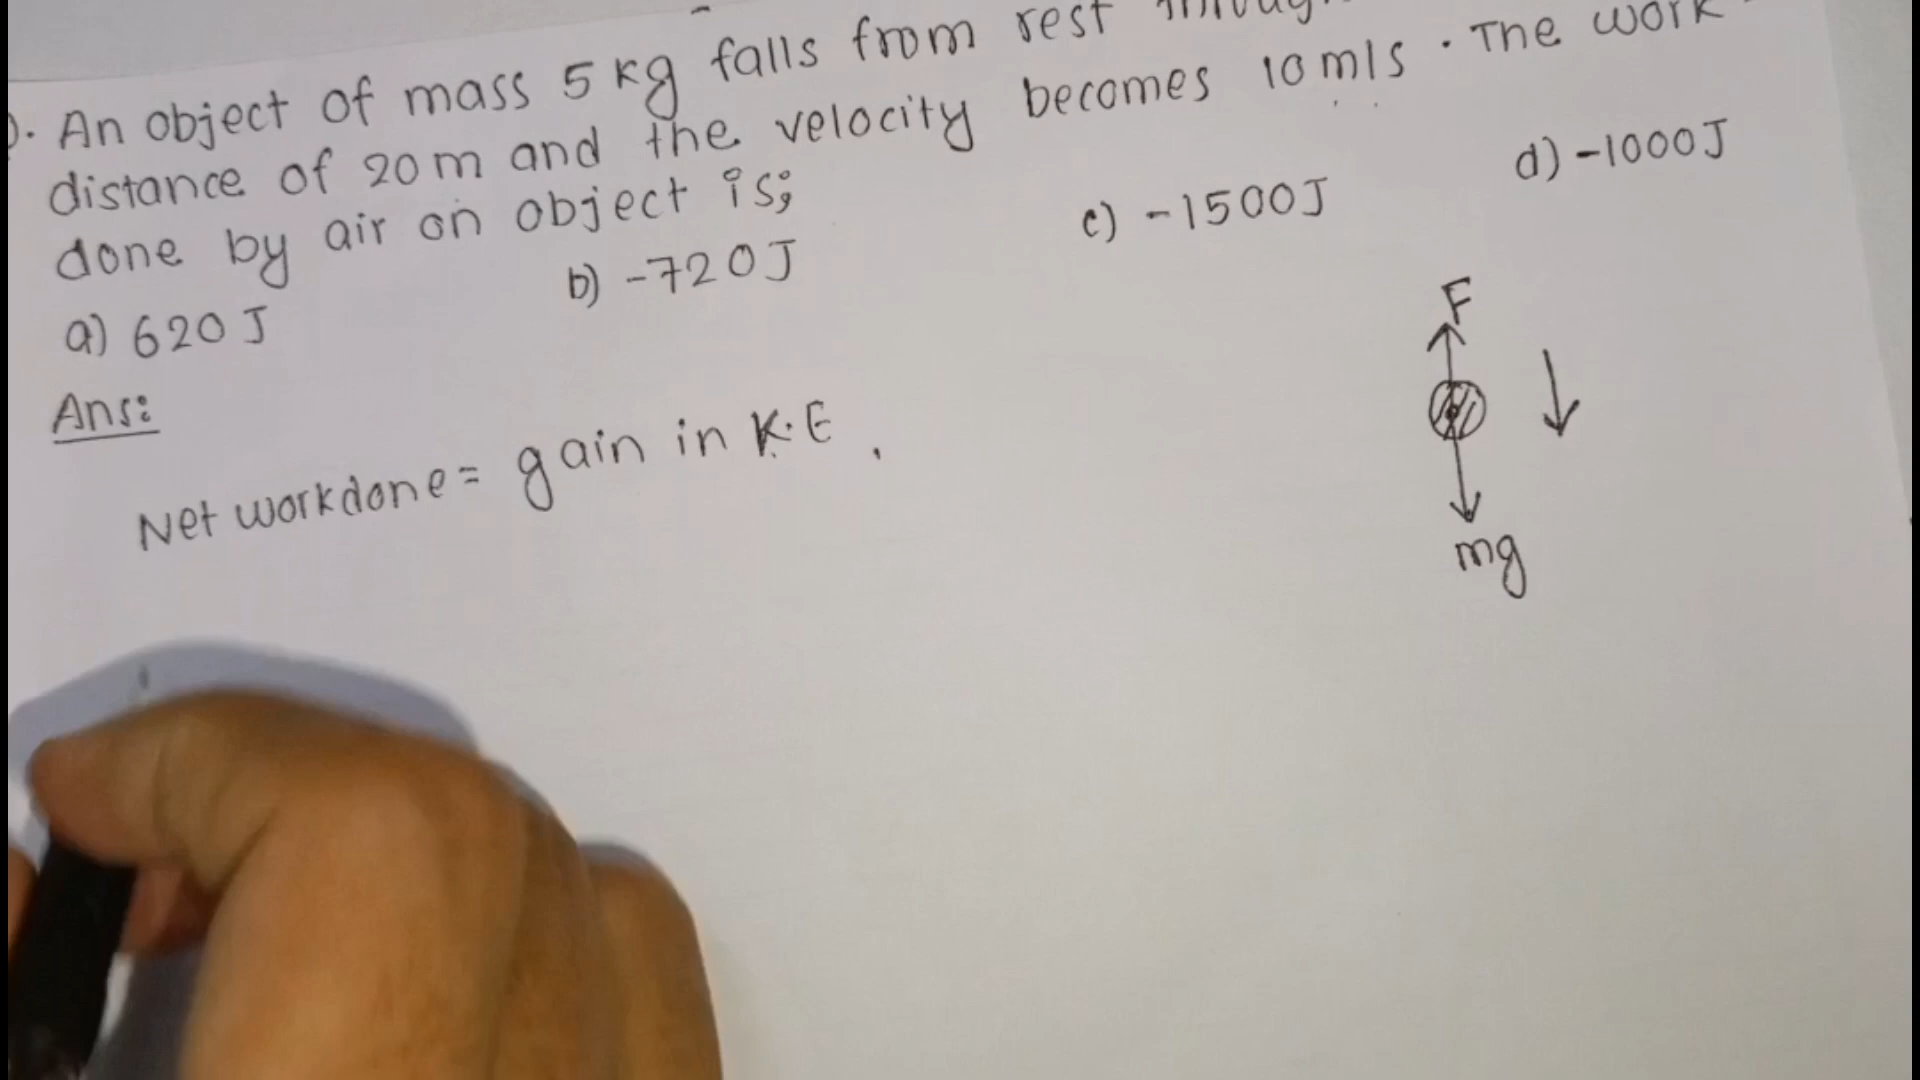 . An object of mass 5 kg falls from rest
distance of 20 m and the velocity becomes 10 m/s . The work
done by air on object is;
a) 620 J b) -720 J c) -1500 J d) -1000 J
Ans:
Net workdone = gain in K.E .
F
mg